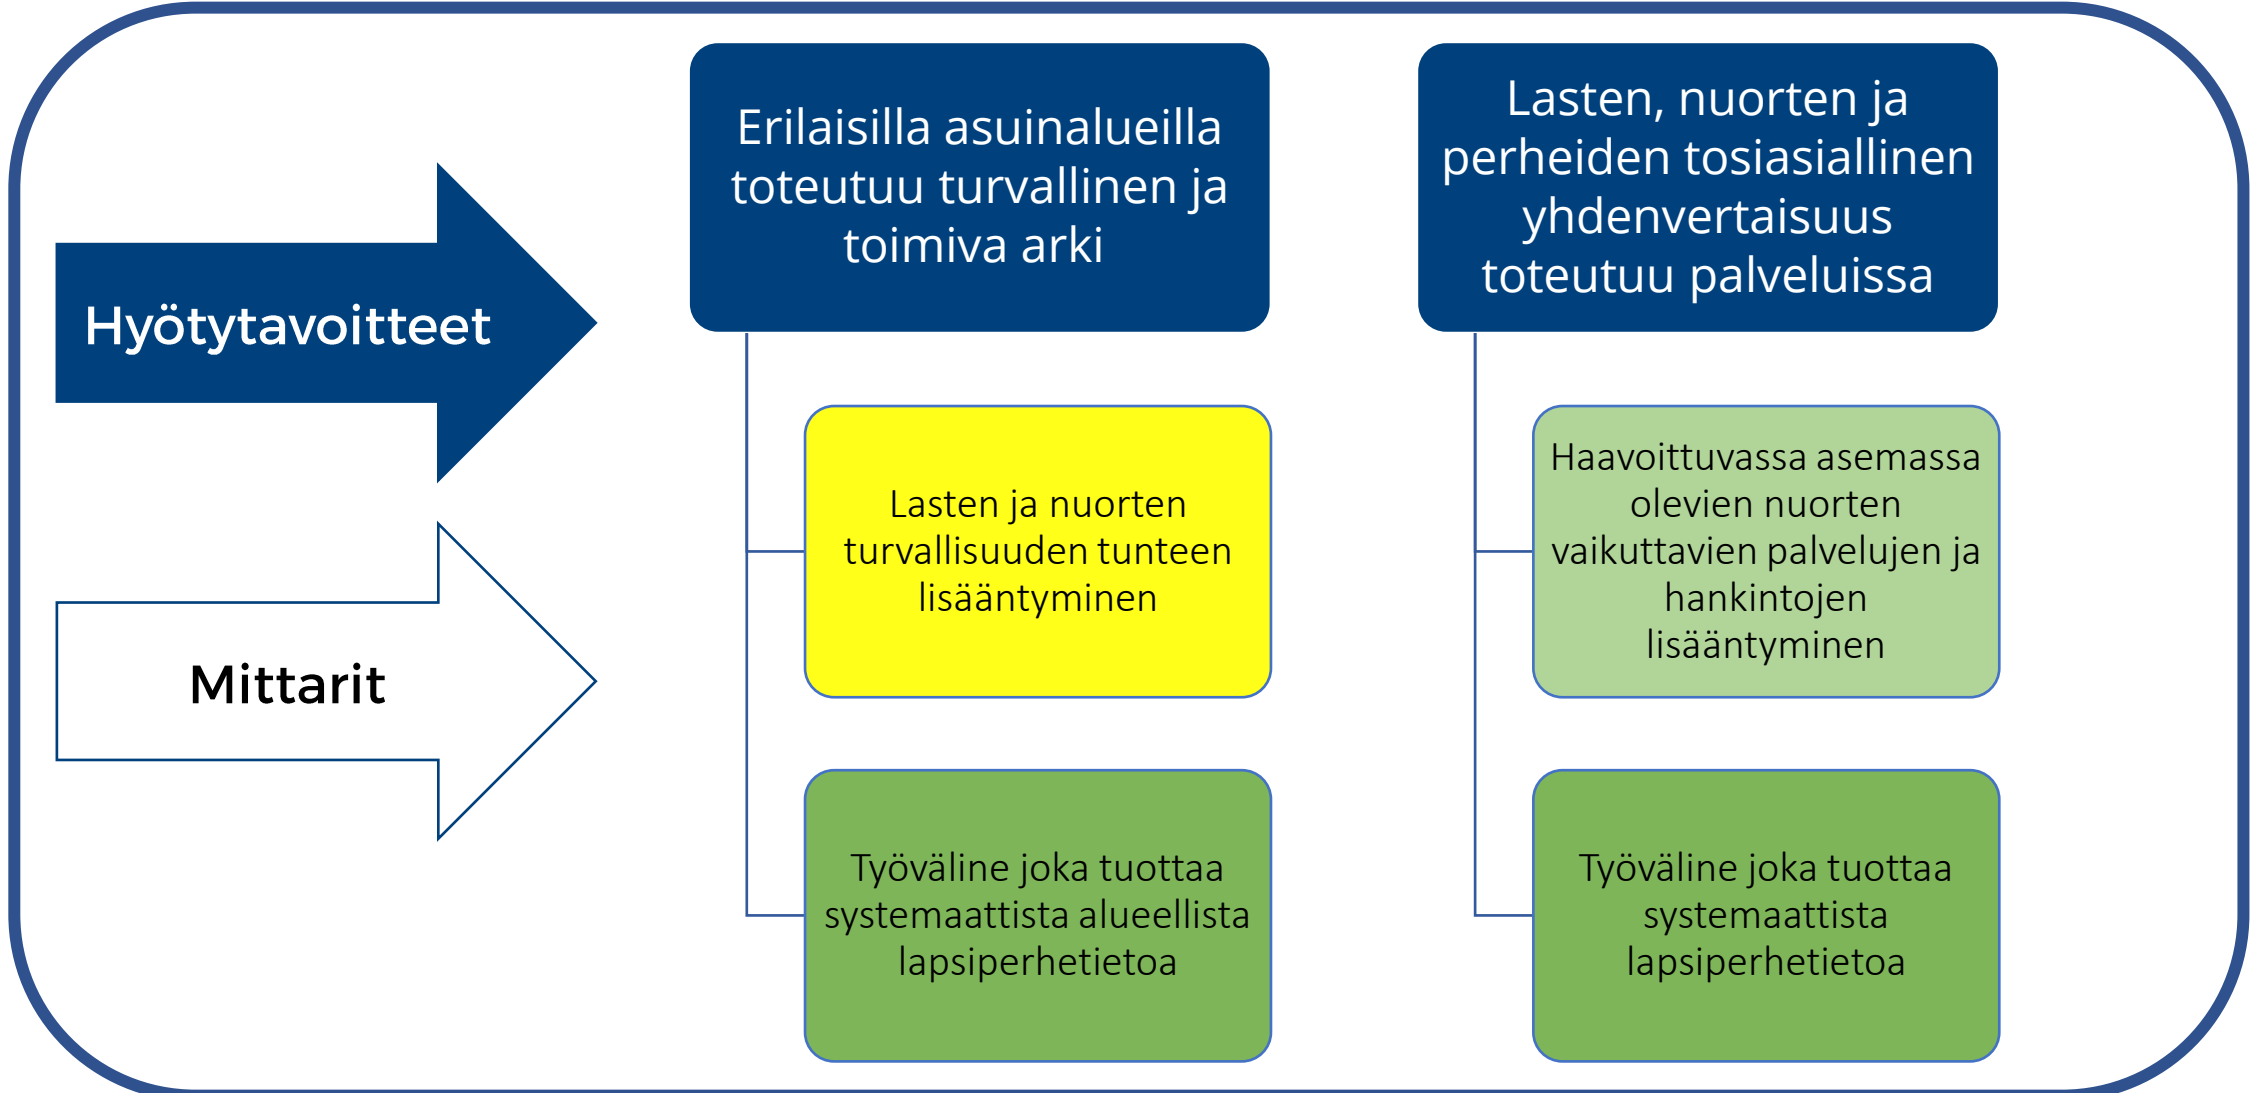 Hyötytavoitteet
Mittarit
Erilaisilla asuinalueilla
toteutuu turvallinen ja
toimiva arki
Lasten ja nuorten
turvallisuuden tunteen
lisääntyminen
Työväline joka tuottaa
systemaattista alueellista
lapsiperhetietoa
Lasten, nuorten ja
perheiden tosiasiallinen
yhdenvertaisuus
toteutuu palveluissa
Haavoittuvassa asemassa
olevien nuorten
vaikuttavien palvelujen ja
hankintojen
lisääntyminen
Työväline joka tuottaa
systemaattista
lapsiperhetietoa